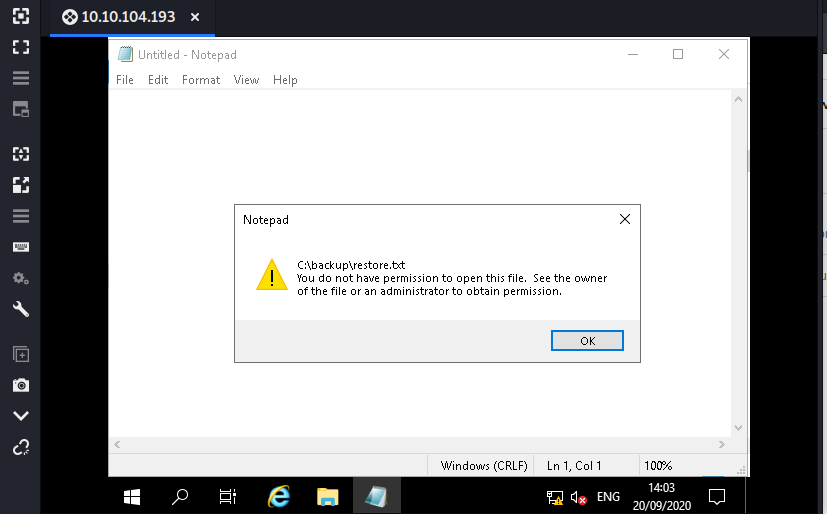 10.10.104.193
Untitled - Notepad
File Edit Format View Help
Notepad
C:\backup\restore.txt
You do not have permission to open this file. See the owner
of the file or an administrator to obtain permission.
OK
Windows (CRLF) Ln 1, Col 1 100%
ENG
14:03
20/09/2020